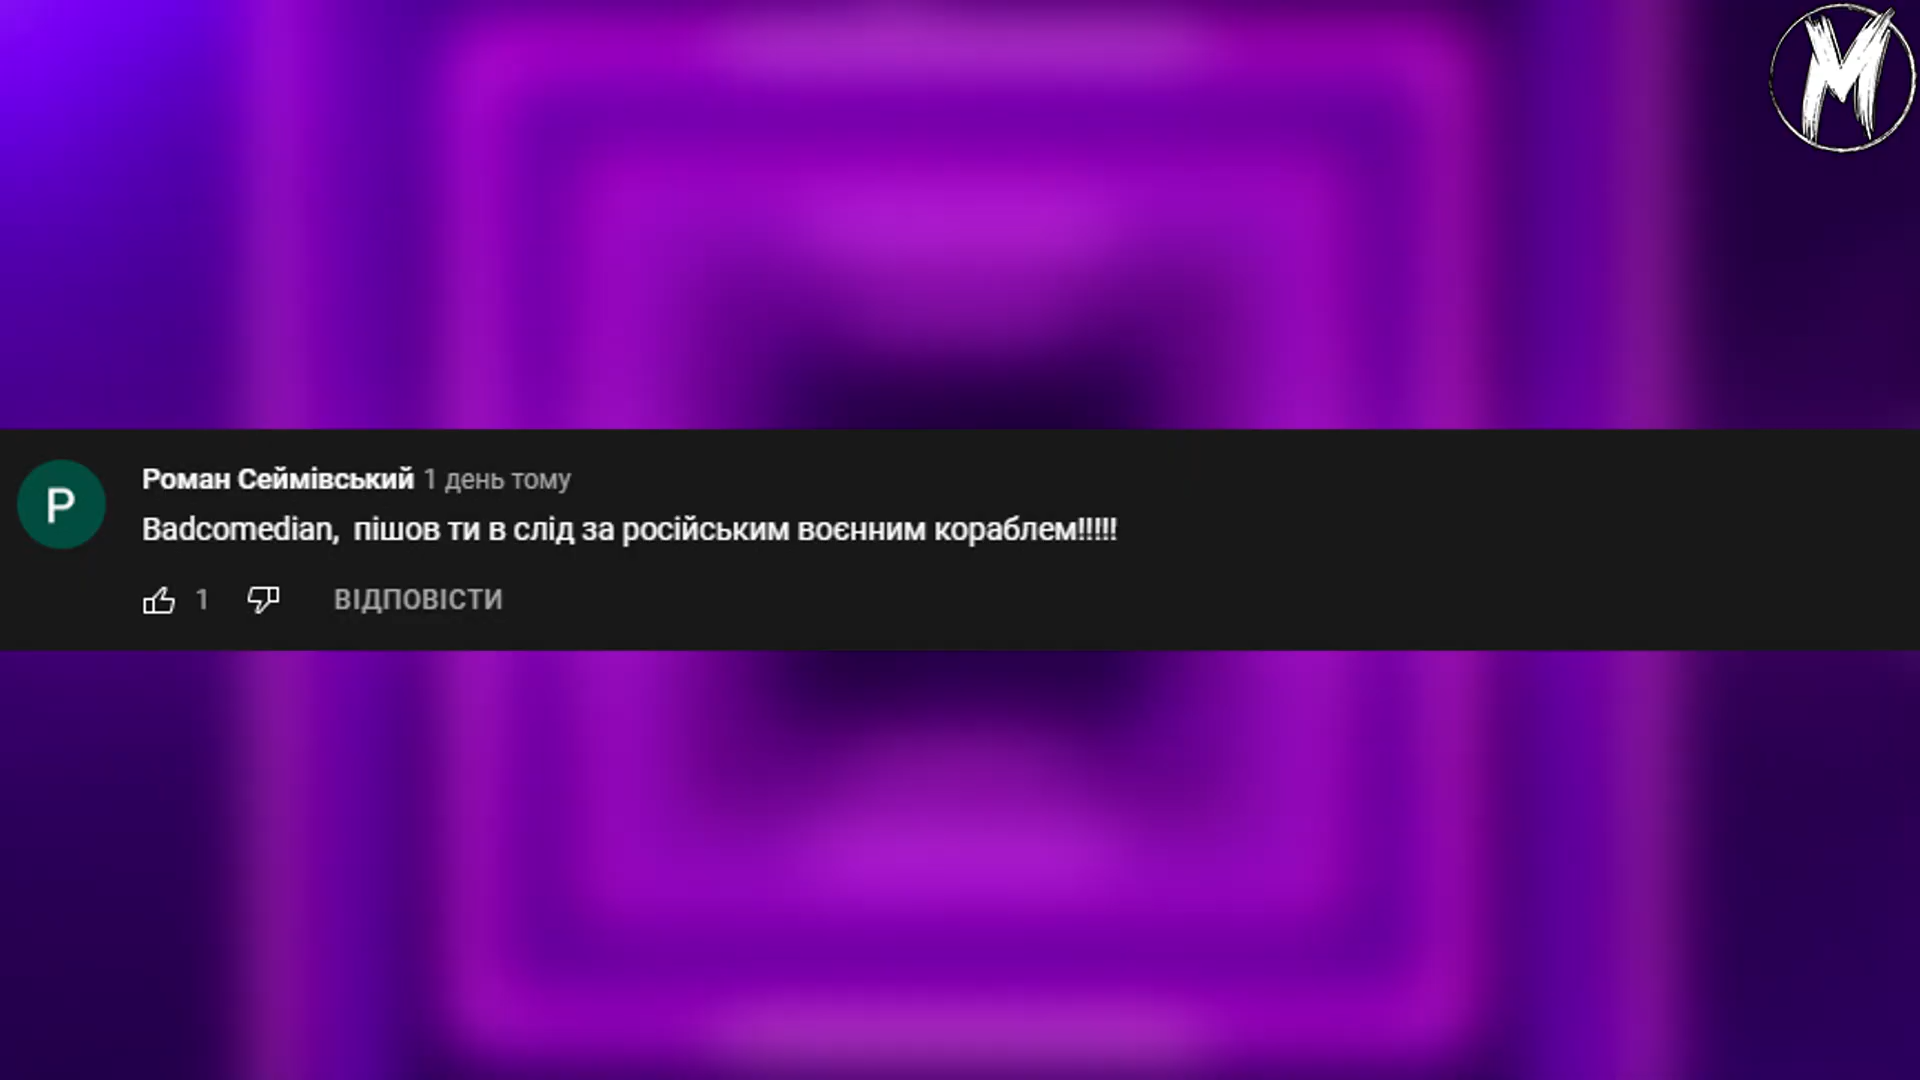 M
Р
Роман Сеймівський 1 день тому
Badcomedian, пішов ти в слід за російським воєнним кораблем!!!!!
1 ВІДПОВІСТИ